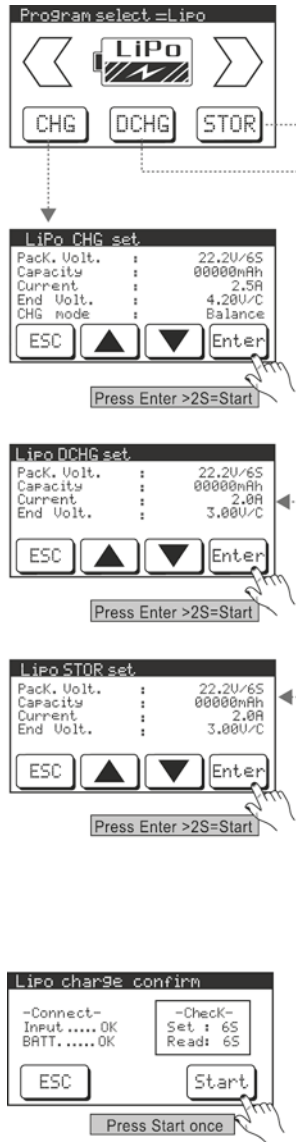 Program select =Lipo
LiPo
CHG DCHG STOR
LiPo CHG set
PacK. Volt. : 22.2V/6S
Capacity : 00000mAh
Current : 2.5A
End Volt. : 4.20V/C
CHG mode : Balance
ESC Enter
Press Enter >2S=Start
Lipo DCHG set
PacK. Volt. : 22.2V/6S
Capacity : 00000mAh
Current : 2.0A
End Volt. : 3.00V/C
ESC Enter
Press Enter >2S=Start
Lipo STOR set
PacK. Volt. : 22.2V/6S
Capacity : 00000mAh
Current : 2.0A
End Volt. : 3.00V/C
ESC Enter
Press Enter >2S=Start
Lipo charge confirm
-Connect-
Input ..... OK
BATT. ..... OK
-ChecK-
Set : 6S
Read: 6S
ESC Start
Press Start once